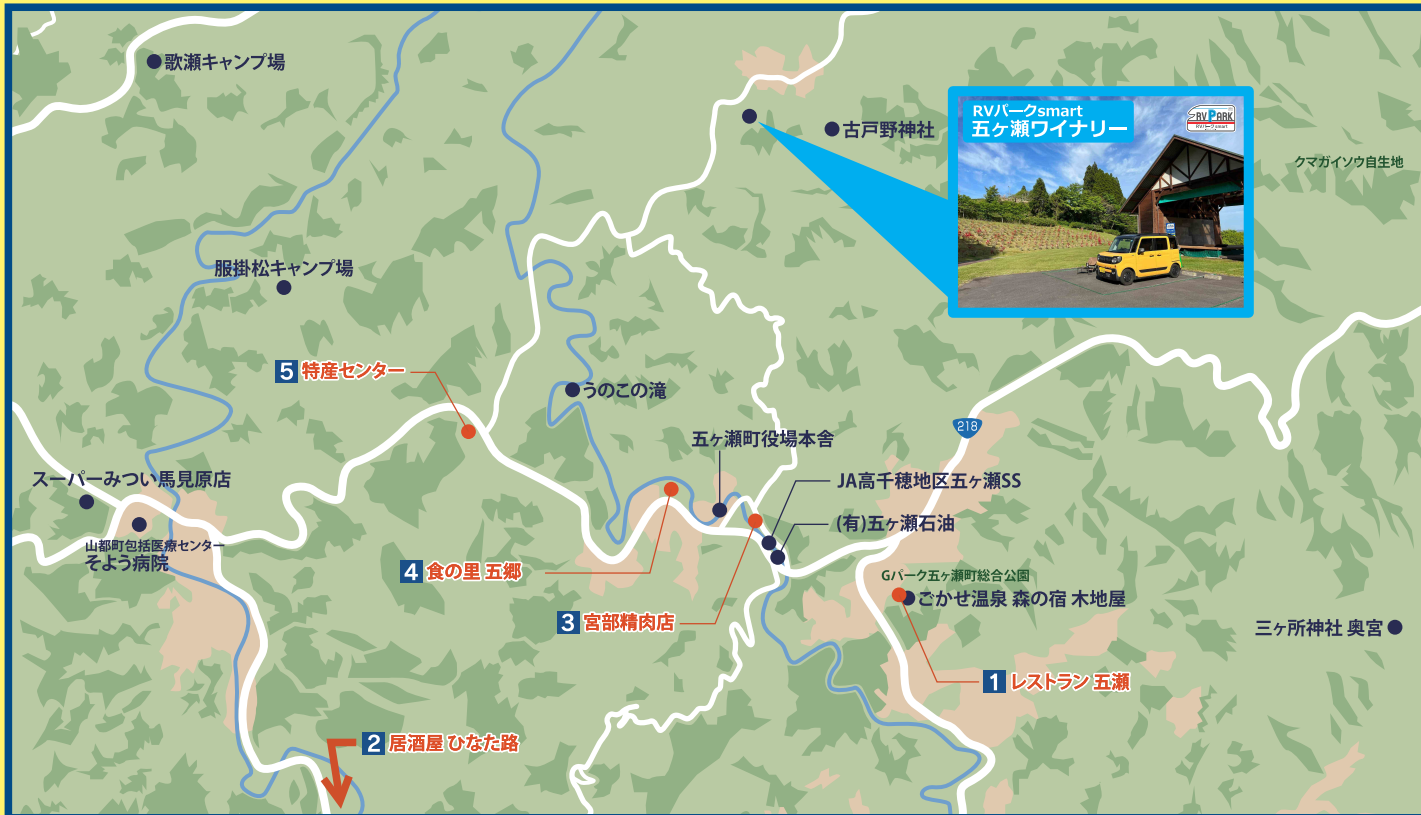 歌瀬キャンプ場
RVパークsmart
五ヶ瀬ワイナリー
RV PARK
RVパークsmart
古戸野神社
クマガイソウ自生地
服掛松キャンプ場
5 特産センター
うのこの滝
218
五ヶ瀬町役場本舎
スーパーみつい馬見原店
JA高千穂地区五ヶ瀬SS
(有)五ヶ瀬石油
山都町包括医療センター
そよう病院
4 食の里 五郷
Gパーク五ヶ瀬町総合公園
ごかせ温泉 森の宿 木地屋
3 宮部精肉店
三ヶ所神社 奥宮
1 レストラン 五瀬
2 居酒屋 ひなた路